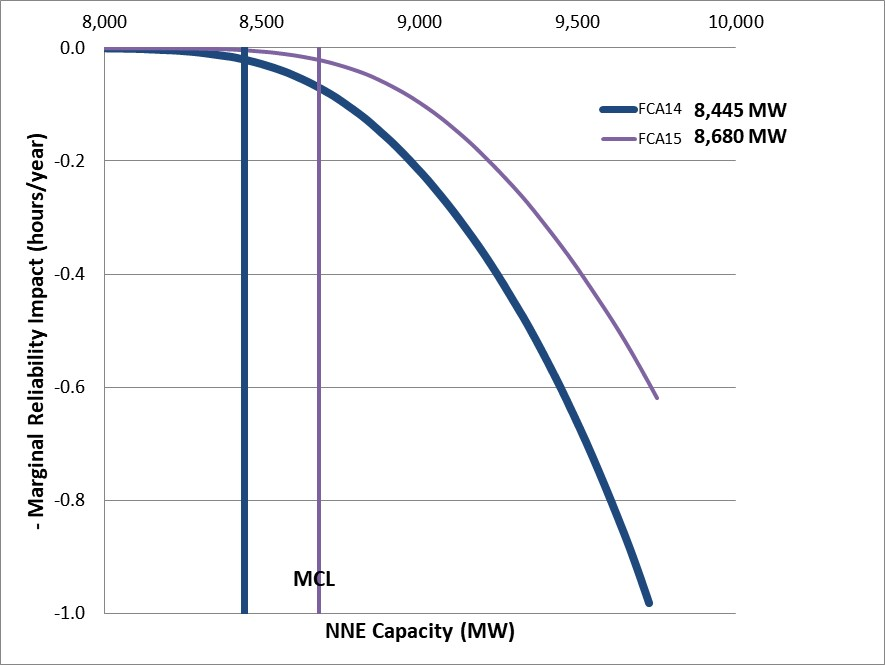 8,000 8,500 9,000 9,500 10,000
0.0
-0.2
-0.4
-0.6
-0.8
-1.0
- Marginal Reliability Impact (hours/year)
FCA14 8,445 MW
FCA15 8,680 MW
MCL
NNE Capacity (MW)